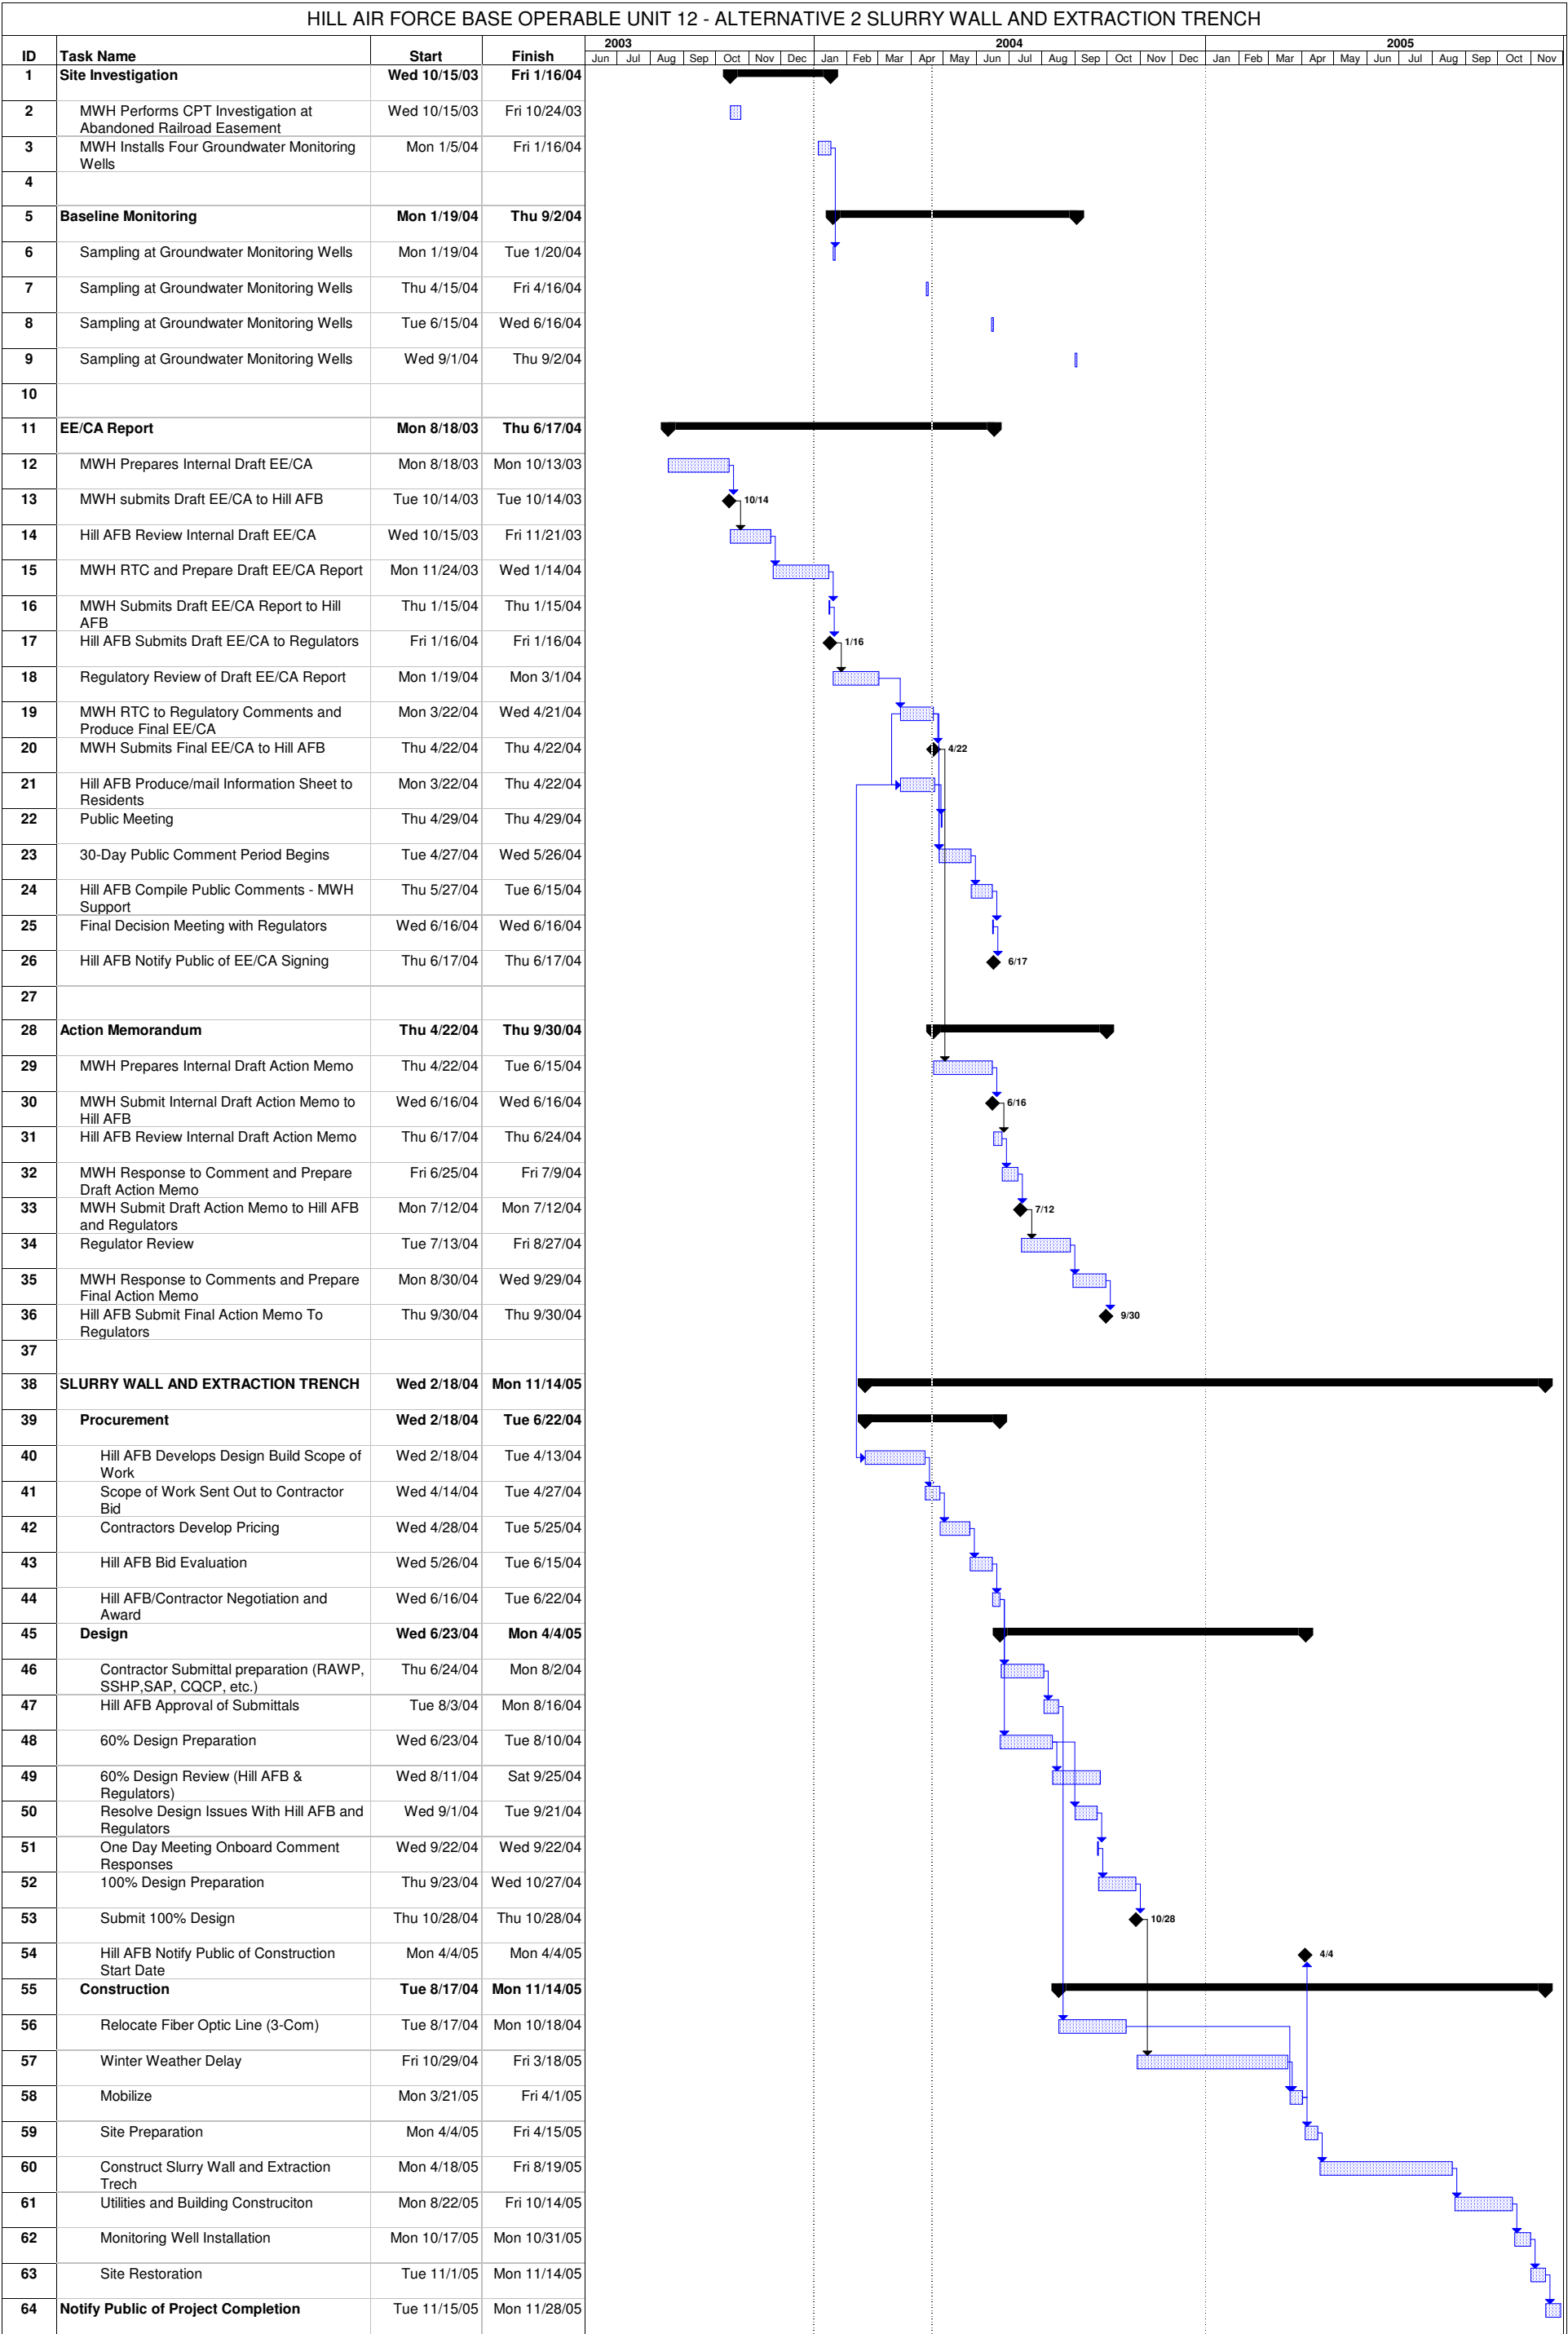 HILL AIR FORCE BASE OPERABLE UNIT 12 - ALTERNATIVE 2 SLURRY WALL AND EXTRACTION TRENCH
2003 2004 2005
ID Task Name Start Finish Jun Jul Aug Sep Oct Nov Dec Jan Feb Mar Apr May Jun Jul Aug Sep Oct Nov Dec Jan Feb Mar Apr May Jun Jul Aug Sep Oct Nov
1 Site Investigation Wed 10/15/03 Fri 1/16/04
2 MWH Performs CPT Investigation at Wed 10/15/03 Fri 10/24/03
Abandoned Railroad Easement
3 MWH Installs Four Groundwater Monitoring Mon 1/5/04 Fri 1/16/04
Wells
4
5 Baseline Monitoring Mon 1/19/04 Thu 9/2/04
6 Sampling at Groundwater Monitoring Wells Mon 1/19/04 Tue 1/20/04
7 Sampling at Groundwater Monitoring Wells Thu 4/15/04 Fri 4/16/04
8 Sampling at Groundwater Monitoring Wells Tue 6/15/04 Wed 6/16/04
9 Sampling at Groundwater Monitoring Wells Wed 9/1/04 Thu 9/2/04
10
11 EE/CA Report Mon 8/18/03 Thu 6/17/04
12 MWH Prepares Internal Draft EE/CA Mon 8/18/03 Mon 10/13/03
13 MWH submits Draft EE/CA to Hill AFB Tue 10/14/03 Tue 10/14/03 10/14
14 Hill AFB Review Internal Draft EE/CA Wed 10/15/03 Fri 11/21/03
15 MWH RTC and Prepare Draft EE/CA Report Mon 11/24/03 Wed 1/14/04
16 MWH Submits Draft EE/CA Report to Hill Thu 1/15/04 Thu 1/15/04
AFB
17 Hill AFB Submits Draft EE/CA to Regulators Fri 1/16/04 Fri 1/16/04 1/16
18 Regulatory Review of Draft EE/CA Report Mon 1/19/04 Mon 3/1/04
19 MWH RTC to Regulatory Comments and Mon 3/22/04 Wed 4/21/04
Produce Final EE/CA
20 MWH Submits Final EE/CA to Hill AFB Thu 4/22/04 Thu 4/22/04 4/22
21 Hill AFB Produce/mail Information Sheet to Mon 3/22/04 Thu 4/22/04
Residents
22 Public Meeting Thu 4/29/04 Thu 4/29/04
23 30-Day Public Comment Period Begins Tue 4/27/04 Wed 5/26/04
24 Hill AFB Compile Public Comments - MWH Thu 5/27/04 Tue 6/15/04
Support
25 Final Decision Meeting with Regulators Wed 6/16/04 Wed 6/16/04
26 Hill AFB Notify Public of EE/CA Signing Thu 6/17/04 Thu 6/17/04 6/17
27
28 Action Memorandum Thu 4/22/04 Thu 9/30/04
29 MWH Prepares Internal Draft Action Memo Thu 4/22/04 Tue 6/15/04
30 MWH Submit Internal Draft Action Memo to Wed 6/16/04 Wed 6/16/04 6/16
Hill AFB
31 Hill AFB Review Internal Draft Action Memo Thu 6/17/04 Thu 6/24/04
32 MWH Response to Comment and Prepare Fri 6/25/04 Fri 7/9/04
Draft Action Memo
33 MWH Submit Draft Action Memo to Hill AFB Mon 7/12/04 Mon 7/12/04 7/12
and Regulators
34 Regulator Review Tue 7/13/04 Fri 8/27/04
35 MWH Response to Comments and Prepare Mon 8/30/04 Wed 9/29/04
Final Action Memo
36 Hill AFB Submit Final Action Memo To Thu 9/30/04 Thu 9/30/04 9/30
Regulators
37
38 SLURRY WALL AND EXTRACTION TRENCH Wed 2/18/04 Mon 11/14/05
39 Procurement Wed 2/18/04 Tue 6/22/04
40 Hill AFB Develops Design Build Scope of Wed 2/18/04 Tue 4/13/04
Work
41 Scope of Work Sent Out to Contractor Wed 4/14/04 Tue 4/27/04
Bid
42 Contractors Develop Pricing Wed 4/28/04 Tue 5/25/04
43 Hill AFB Bid Evaluation Wed 5/26/04 Tue 6/15/04
44 Hill AFB/Contractor Negotiation and Wed 6/16/04 Tue 6/22/04
Award
45 Design Wed 6/23/04 Mon 4/4/05
46 Contractor Submittal preparation (RAWP, Thu 6/24/04 Mon 8/2/04
SSHP,SAP, CQCP, etc.)
47 Hill AFB Approval of Submittals Tue 8/3/04 Mon 8/16/04
48 60% Design Preparation Wed 6/23/04 Tue 8/10/04
49 60% Design Review (Hill AFB & Wed 8/11/04 Sat 9/25/04
Regulators)
50 Resolve Design Issues With Hill AFB and Wed 9/1/04 Tue 9/21/04
Regulators
51 One Day Meeting Onboard Comment Wed 9/22/04 Wed 9/22/04
Responses
52 100% Design Preparation Thu 9/23/04 Wed 10/27/04
53 Submit 100% Design Thu 10/28/04 Thu 10/28/04 10/28
54 Hill AFB Notify Public of Construction Mon 4/4/05 Mon 4/4/05 4/4
Start Date
55 Construction Tue 8/17/04 Mon 11/14/05
56 Relocate Fiber Optic Line (3-Com) Tue 8/17/04 Mon 10/18/04
57 Winter Weather Delay Fri 10/29/04 Fri 3/18/05
58 Mobilize Mon 3/21/05 Fri 4/1/05
59 Site Preparation Mon 4/4/05 Fri 4/15/05
60 Construct Slurry Wall and Extraction Mon 4/18/05 Fri 8/19/05
Trech
61 Utilities and Building Construciton Mon 8/22/05 Fri 10/14/05
62 Monitoring Well Installation Mon 10/17/05 Mon 10/31/05
63 Site Restoration Tue 11/1/05 Mon 11/14/05
64 Notify Public of Project Completion Tue 11/15/05 Mon 11/28/05